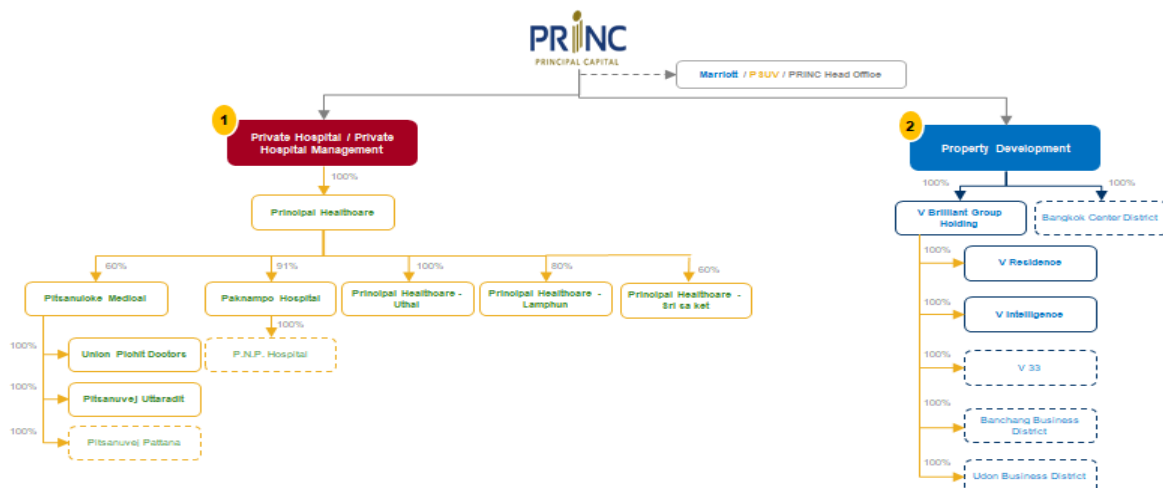 PRINC
PRINCIPAL CAPITAL
Marriott / PSUV / PRINC Head Office
1
Private Hospital / Private
Hospital Management
2
Property Development
100%
100%
100%
Principal Healthcare
V Brilliant Group
Holding
Bangkok Center District
60%
91%
100%
80%
60%
100%
V Residence
Pitsanuloke Medical
Paknampo Hospital
Principal Healthcare -
Uthai
Principal Healthcare -
Lamphun
Principal Healthcare -
Sri sa ket
100%
V Intelligence
100%
100%
Union Pichit Doctors
P.N.P. Hospital
100%
V 33
100%
Pitsanuvej Uttaradit
100%
Banchang Business
District
100%
Pitsanuvej Pattana
100%
Udon Business District